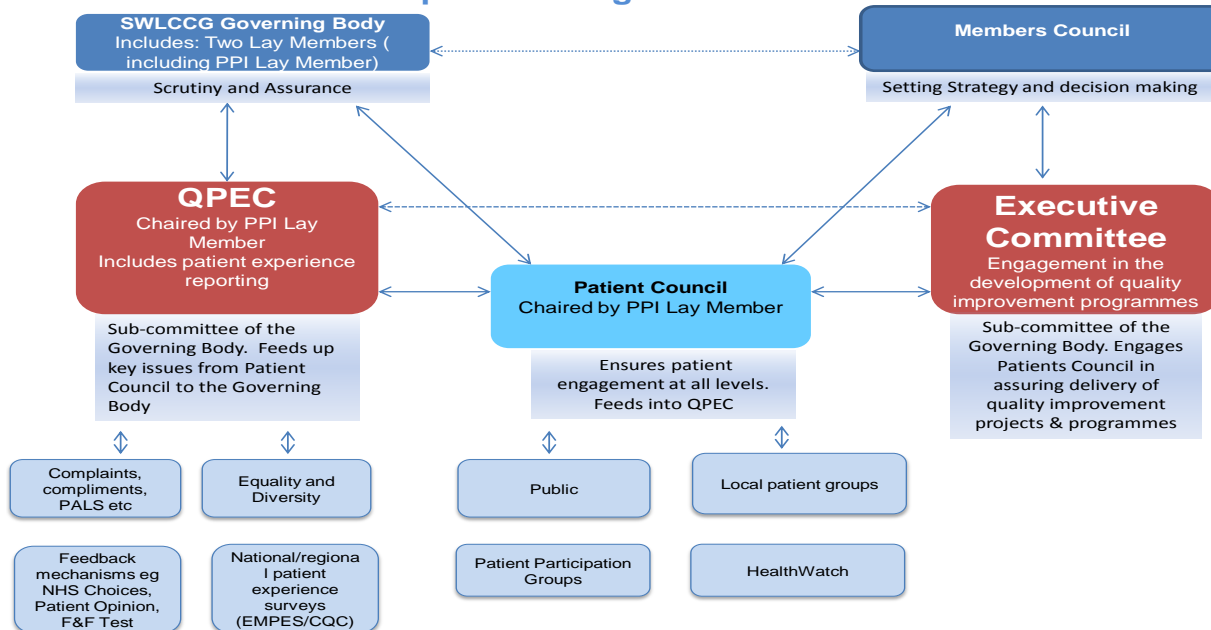 SWLCCG Governing Body
Includes: Two Lay Members (
including PPI Lay Member)
Scrutiny and Assurance
Members Council
Setting Strategy and decision making
QPEC
Chaired by PPI Lay
Member
Includes patient experience
reporting
Sub-committee of the
Governing Body.  Feeds up
key issues from Patient
Council to the Governing
Body
Patient Council
Chaired by PPI Lay Member
Ensures patient
engagement at all levels.
Feeds into QPEC
Executive
Committee
Engagement in the
development of quality
improvement programmes
Sub-committee of the
Governing Body. Engages
Patients Council in
assuring delivery of
quality improvement
projects & programmes
Complaints,
compliments,
PALS etc
Equality and
Diversity
Public
Local patient groups
Feedback
mechanisms eg
NHS Choices,
Patient Opinion,
F&F Test
National/regiona
l patient
experience
surveys
(EMPES/CQC)
Patient Participation
Groups
HealthWatch